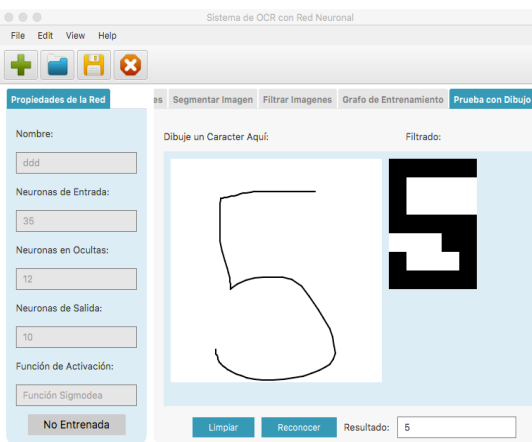 Sistema de OCR con Red Neuronal
File Edit View Help
Propiedades de la Red
es Segmentar Imagen Filtrar Imagenes Grafo de Entrenamiento Prueba con Dibujo
Nombre:
ddd
Neuronas de Entrada:
35
Neuronas en Ocultas:
12
Neuronas de Salida:
10
Función de Activación:
Función Sigmodea
No Entrenada
Dibuje un Caracter Aquí:
Filtrado:
5
5
Limpiar Reconocer Resultado: 5